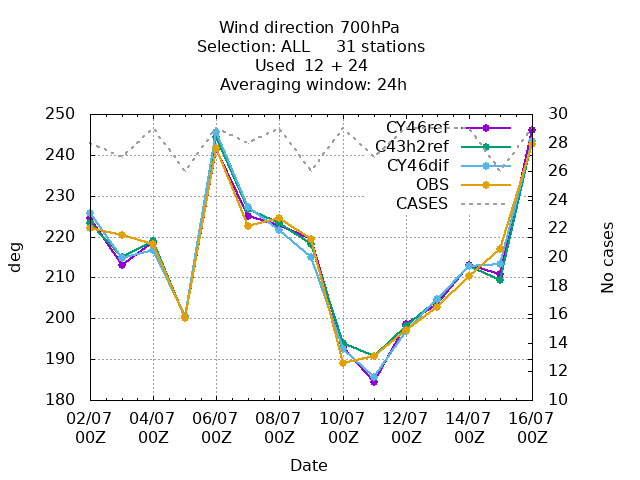 Wind direction 700hPa
Selection: ALL     31 stations
Used  12 + 24
Averaging window: 24h
250
240
230
220
210
200
190
180
deg
30
28
26
24
22
20
18
16
14
12
10
No cases
CY46ref
C43h2ref
CY46dif
OBS
CASES
02/07 04/07 06/07 08/07 10/07 12/07 14/07 16/07
00Z 00Z 00Z 00Z 00Z 00Z 00Z 00Z
Date